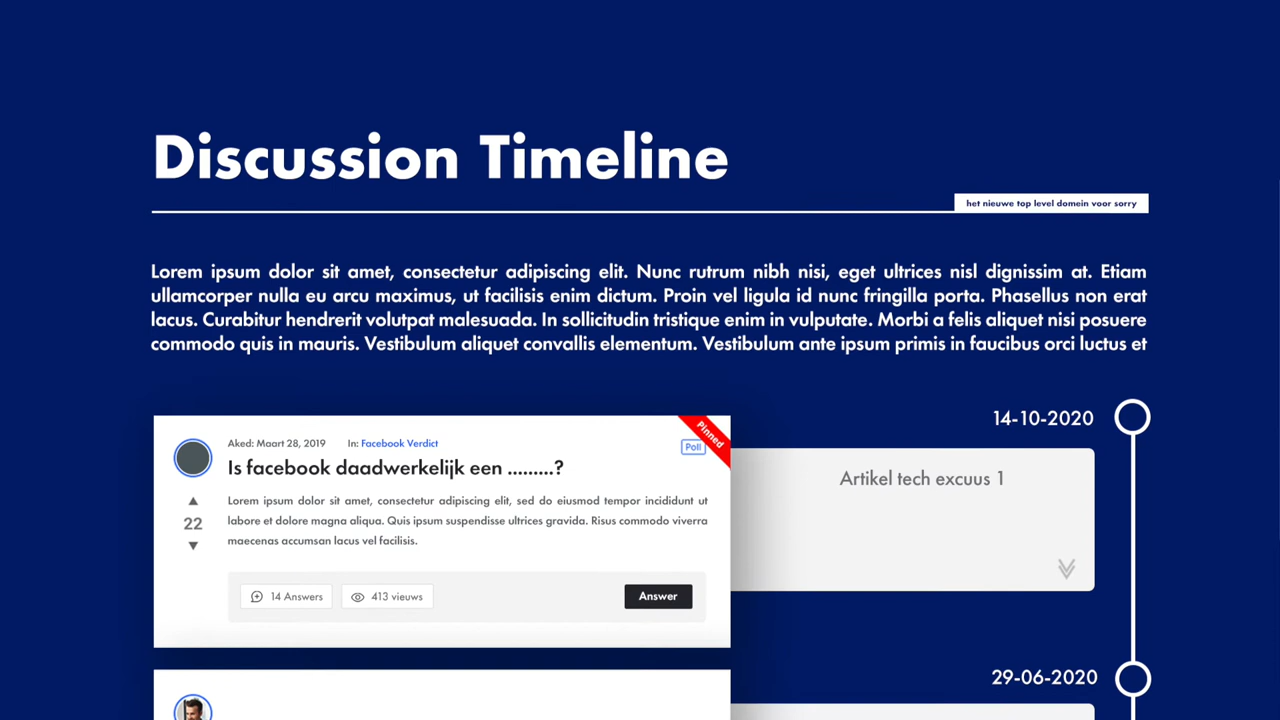 Discussion Timeline
het nieuwe top level domein voor sorry
Lorem ipsum dolor sit amet, consectetur adipiscing elit. Nunc rutrum nibh nisi, eget ultrices nisl dignissim at. Etiam
ullamcorper nulla eu arcu maximus, ut facilisis enim dictum. Proin vel ligula id nunc fringilla porta. Phasellus non erat
lacus. Curabitur hendrerit volutpat malesuada. In sollicitudin tristique enim in vulputate. Morbi a felis aliquet nisi posuere
commodo quis in mauris. Vestibulum aliquet convallis elementum. Vestibulum ante ipsum primis in faucibus orci luctus et
Aked: Maart 28, 2019 In: Facebook Verdict
Poll
Pinned
Is facebook daadwerkelijk een .........?
Lorem ipsum dolor sit amet, consectetur adipiscing elit, sed do eiusmod tempor incididunt ut
labore et dolore magna aliqua. Quis ipsum suspendisse ultrices gravida. Risus commodo viverra
maecenas accumsan lacus vel facilisis.
22
14 Answers
413 vieuws
Answer
14-10-2020
Artikel tech excuus 1
29-06-2020